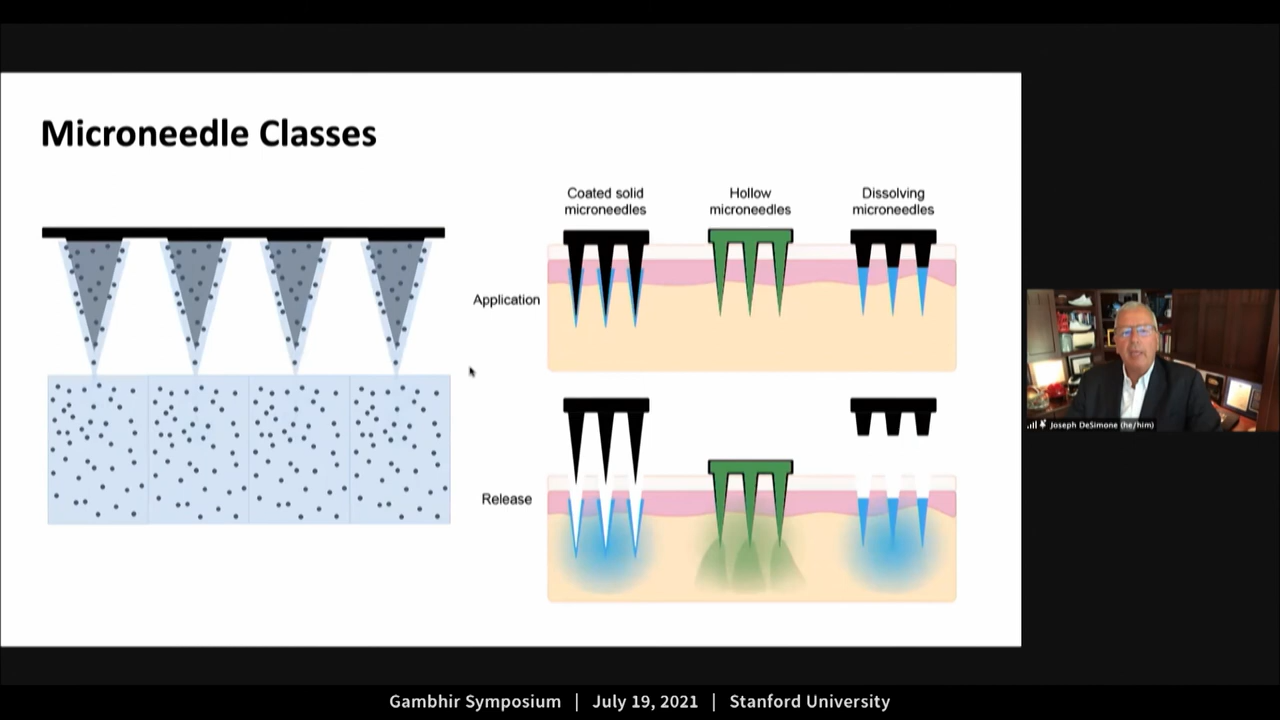 Microneedle Classes
Coated solid
microneedles
Hollow
microneedles
Dissolving
microneedles
Application
Release
Joseph DeSimone (he/him)
Gambhir Symposium | July 19, 2021 | Stanford University